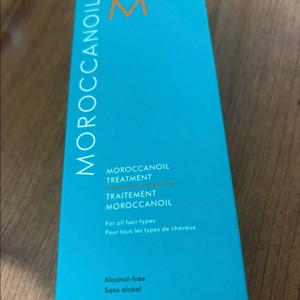 M
MOROCCANOIL
MOROCCANOIL
TREATMENT
TRAITEMENT
MOROCCANOIL
For all hair types
Pour tous les types de cheveux
Alcohol-free
Sans alcool